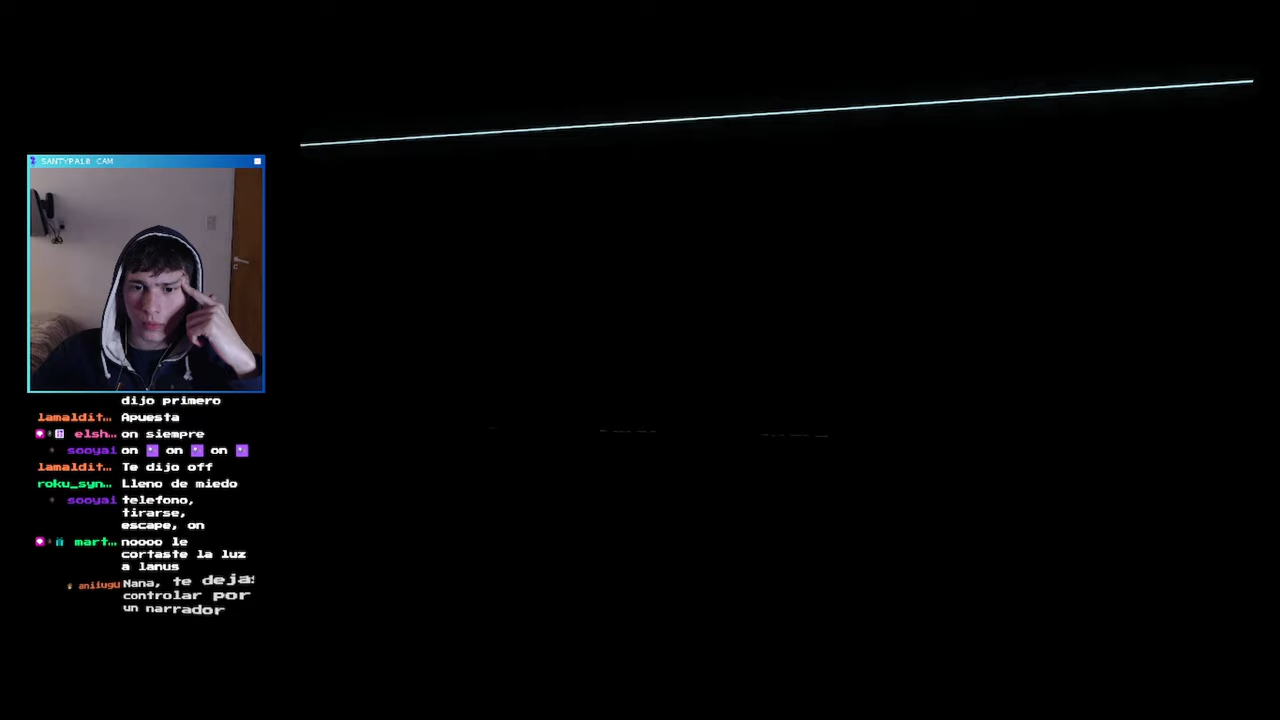 SANTYPA10 CAM
dijo primero
lamaldit… Apuesta
elsh… on siempre
sooyai on on on
lamaldit… Te dijo off
roku_syn… Lleno de miedo
sooyai telefono,
tirarse,
escape, on
mart… noooo le
cortaste la luz
a lanus
aniiugu Nana, te dejas
controlar por
un narrador